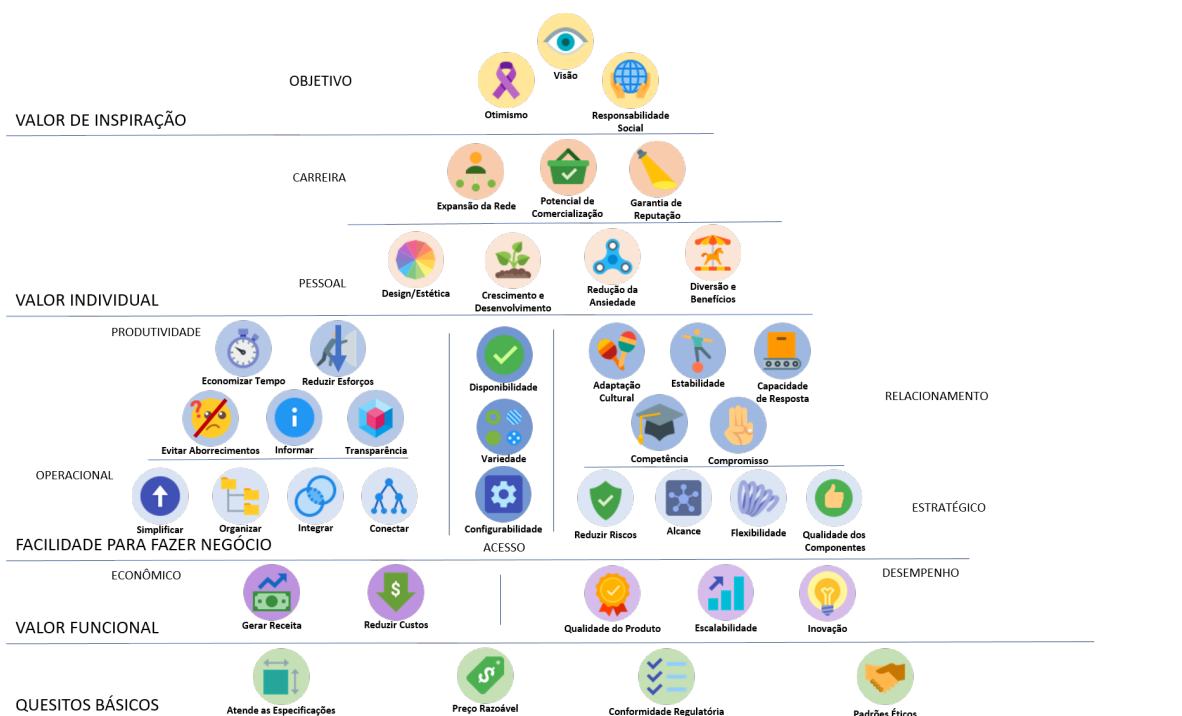 OBJETIVO
Visão
Otimismo
Responsabilidade
Social
VALOR DE INSPIRAÇÃO
CARREIRA
Expansão da Rede
Potencial de
Comercialização
Garantia de
Reputação
PESSOAL
Design/Estética
Crescimento e
Desenvolvimento
Redução da
Ansiedade
Diversão e
Benefícios
VALOR INDIVIDUAL
PRODUTIVIDADE
Economizar Tempo
Reduzir Esforços
Evitar Aborrecimentos
Informar
Transparência
OPERACIONAL
Simplificar
Organizar
Integrar
Conectar
FACILIDADE PARA FAZER NEGÓCIO
Disponibilidade
Variedade
Configurabilidade
ACESSO
Adaptação
Cultural
Estabilidade
Capacidade
de Resposta
RELACIONAMENTO
Competência
Compromisso
ESTRATÉGICO
Reduzir Riscos
Alcance
Flexibilidade
Qualidade dos
Componentes
ECONÔMICO
Gerar Receita
Reduzir Custos
DESEMPENHO
Qualidade do Produto
Escalabilidade
Inovação
VALOR FUNCIONAL
QUESITOS BÁSICOS
Atende as Especificações
Preço Razoável
Conformidade Regulatória
Padrões Éticos